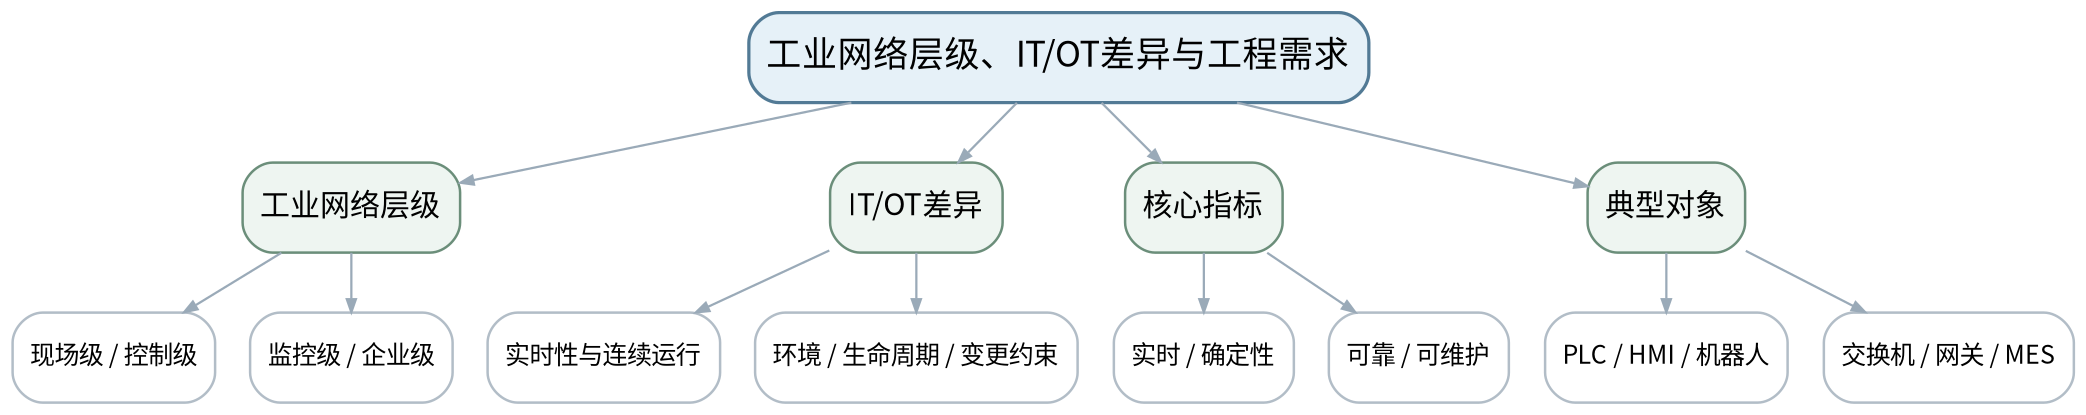 工业网络层级、IT/OT差异与工程需求
工业网络层级
IT/OT差异
核心指标
典型对象
现场级 / 控制级
监控级 / 企业级
实时性与连续运行
环境 / 生命周期 / 变更约束
实时 / 确定性
可靠 / 可维护
PLC / HMI / 机器人
交换机 / 网关 / MES